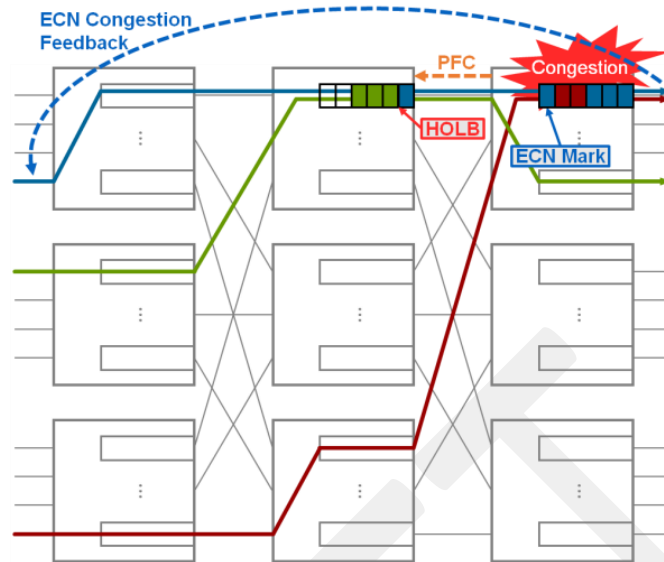 ECN Congestion
Feedback
PFC
Congestion
HOLB
ECN Mark